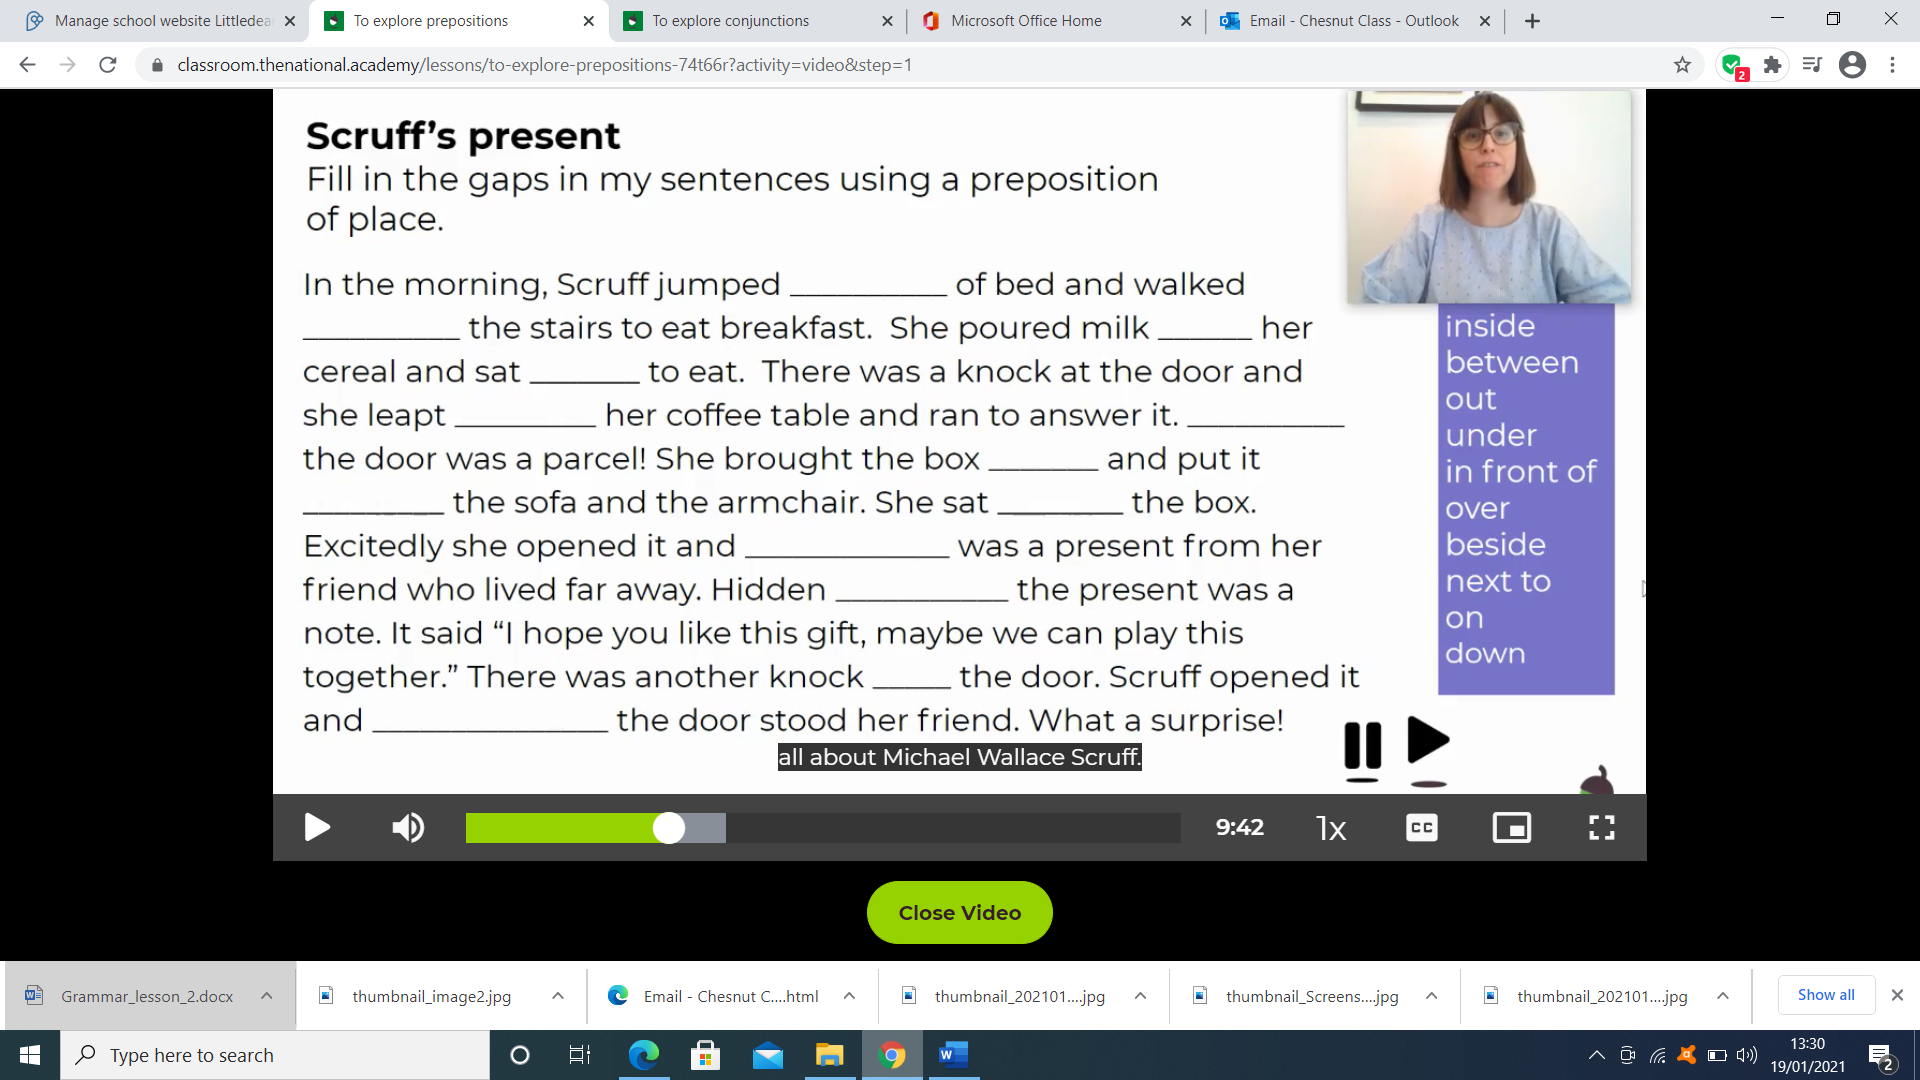 Manage school website Littledea
To explore prepositions
To explore conjunctions
Microsoft Office Home
Email - Chesnut Class - Outlook
classroom.thenational.academy/lessons/to-explore-prepositions-74t66r?activity=video&step=1
2
Scruff's present
Fill in the gaps in my sentences using a preposition
of place.
In the morning, Scruff jumped __________ of bed and walked
__________ the stairs to eat breakfast. She poured milk ______ her
cereal and sat _______ to eat. There was a knock at the door and
she leapt _________ her coffee table and ran to answer it. __________
the door was a parcel! She brought the box _______ and put it
_________ the sofa and the armchair. She sat ________ the box.
Excitedly she opened it and _____________ was a present from her
friend who lived far away. Hidden ___________ the present was a
note. It said “I hope you like this gift, maybe we can play this
together.” There was another knock _____ the door. Scruff opened it
and _______________ the door stood her friend. What a surprise!
inside
between
out
under
in front of
over
beside
next to
on
down
all about Michael Wallace Scruff.
9:42
1x
CC
Close Video
Grammar_lesson_2.docx
thumbnail_image2.jpg
Email - Chesnut C....html
thumbnail_202101....jpg
thumbnail_Screens....jpg
thumbnail_202101....jpg
Show all
Type here to search
13:30
19/01/2021
2